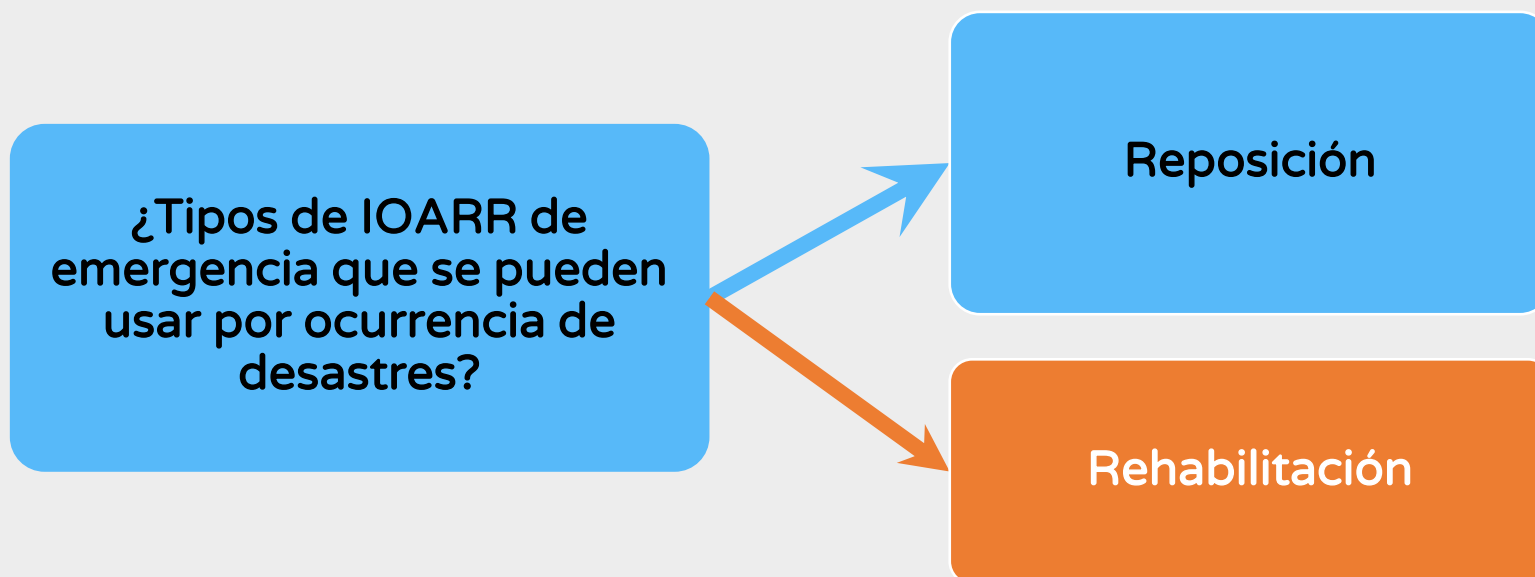 ¿Tipos de IOARR de
emergencia que se pueden
usar por ocurrencia de
desastres?
Reposición
Rehabilitación